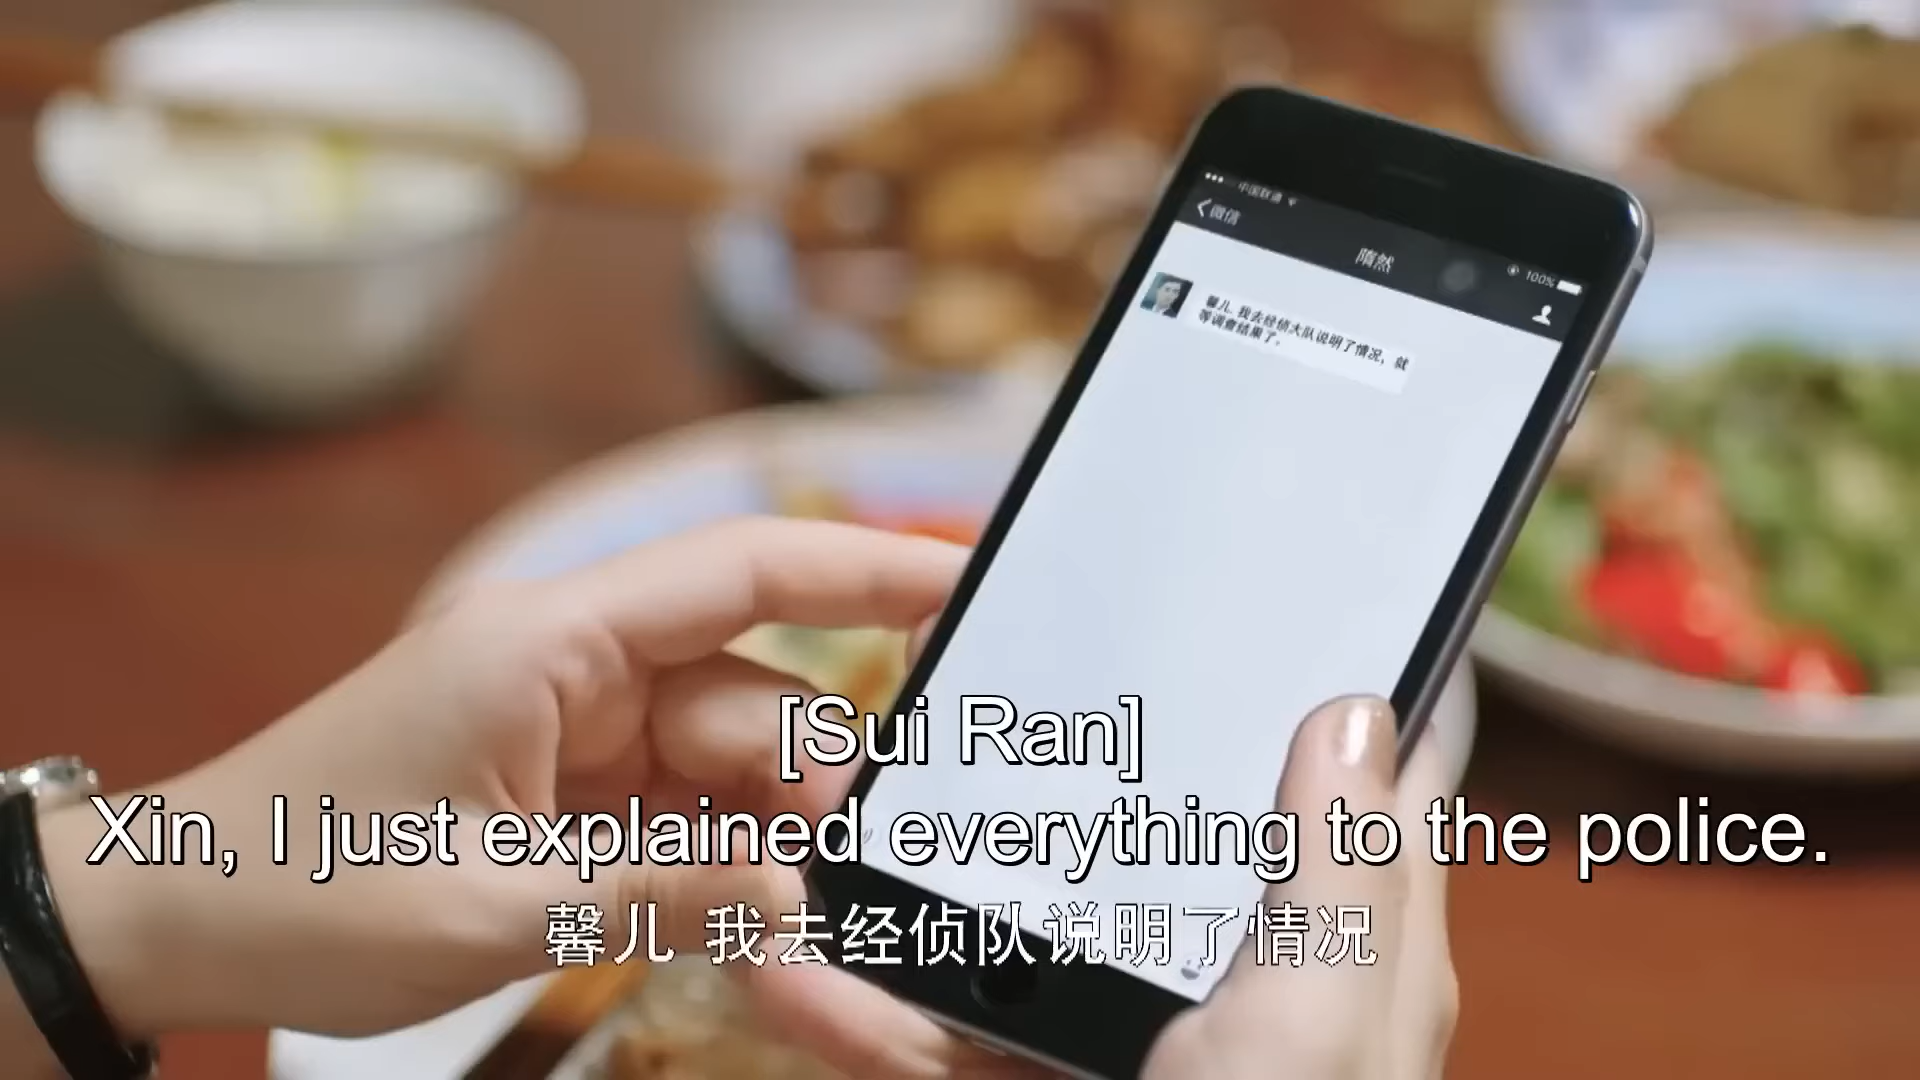 中国联通
100%
微信
隋然
馨儿，我去经侦大队说明了情况，就
等调查结果了。
[Sui Ran]
Xin, I just explained everything to the police.
馨儿 我去经侦队说明了情况